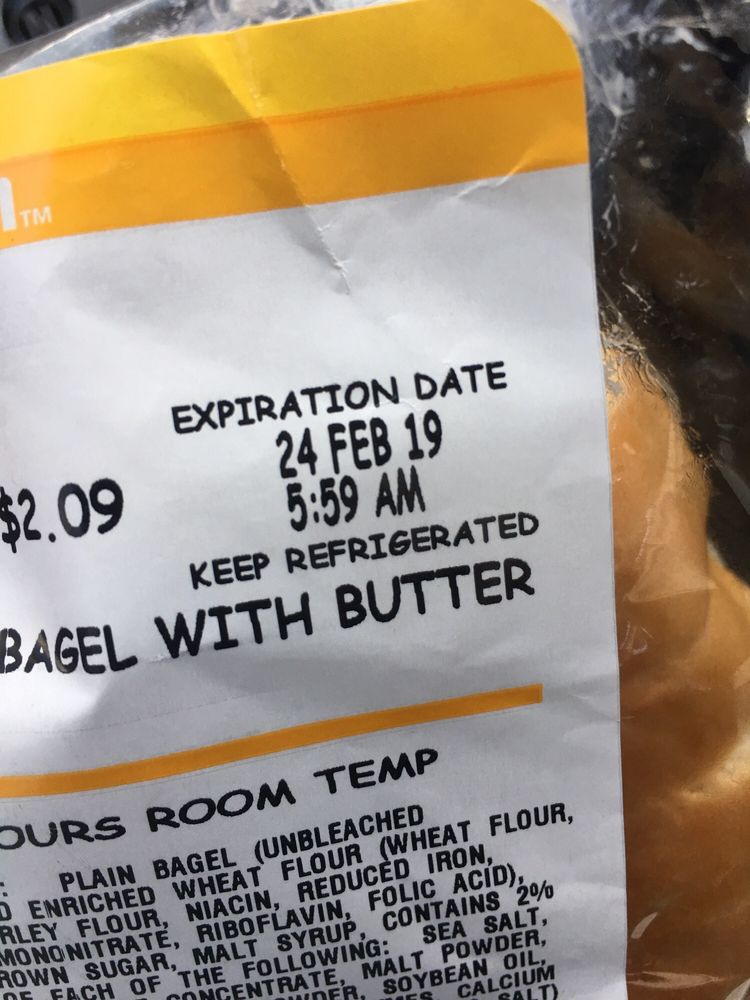 TM
EXPIRATION DATE
24 FEB 19
5:59 AM
$2.09
KEEP REFRIGERATED
BAGEL WITH BUTTER
OURS ROOM TEMP
: PLAIN BAGEL (UNBLEACHED
D ENRICHED WHEAT FLOUR (WHEAT FLOUR,
RLEY FLOUR, NIACIN, REDUCED IRON,
MONONITRATE, RIBOFLAVIN, FOLIC ACID),
ROWN SUGAR, MALT SYRUP, CONTAINS 2%
OF EACH OF THE FOLLOWING: SEA SALT,
CONCENTRATE, MALT POWDER,
OWDER, SOYBEAN OIL,
CALCIUM
SALT)